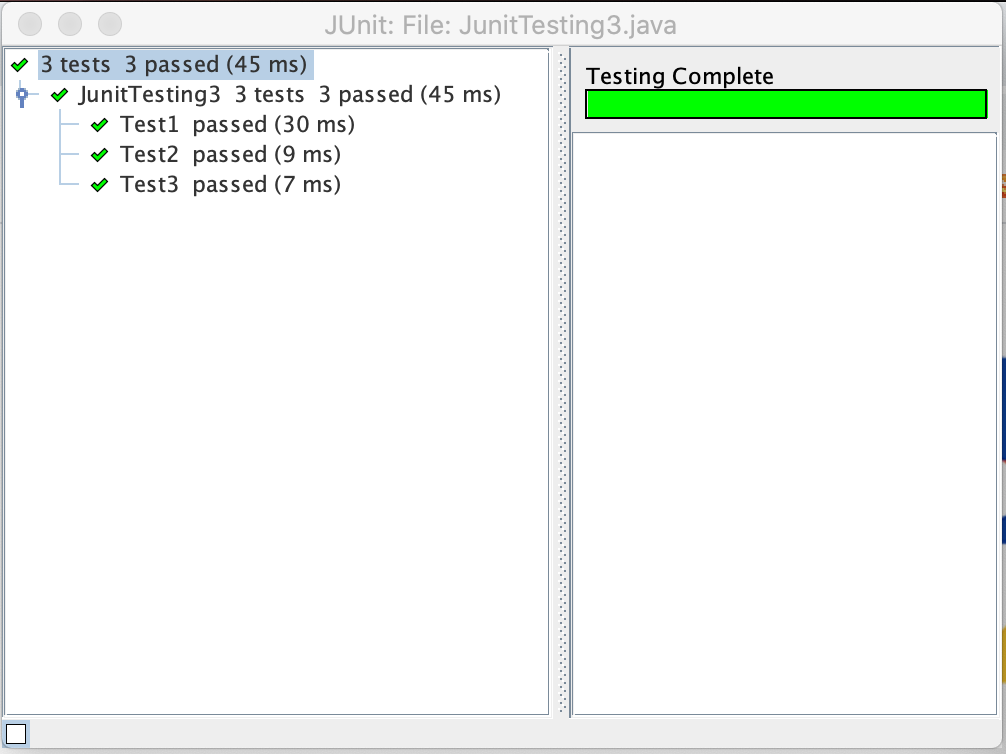 JUnit: File: JunitTesting3.java
3 tests  3 passed (45 ms)
JunitTesting3  3 tests  3 passed (45 ms)
Test1  passed (30 ms)
Test2  passed (9 ms)
Test3  passed (7 ms)
Testing Complete